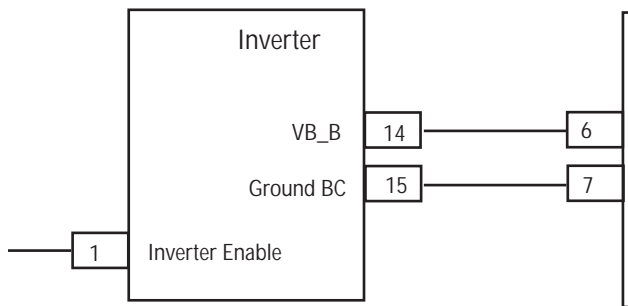 Inverter
VB_B 14 6
Ground BC 15 7
1 Inverter Enable